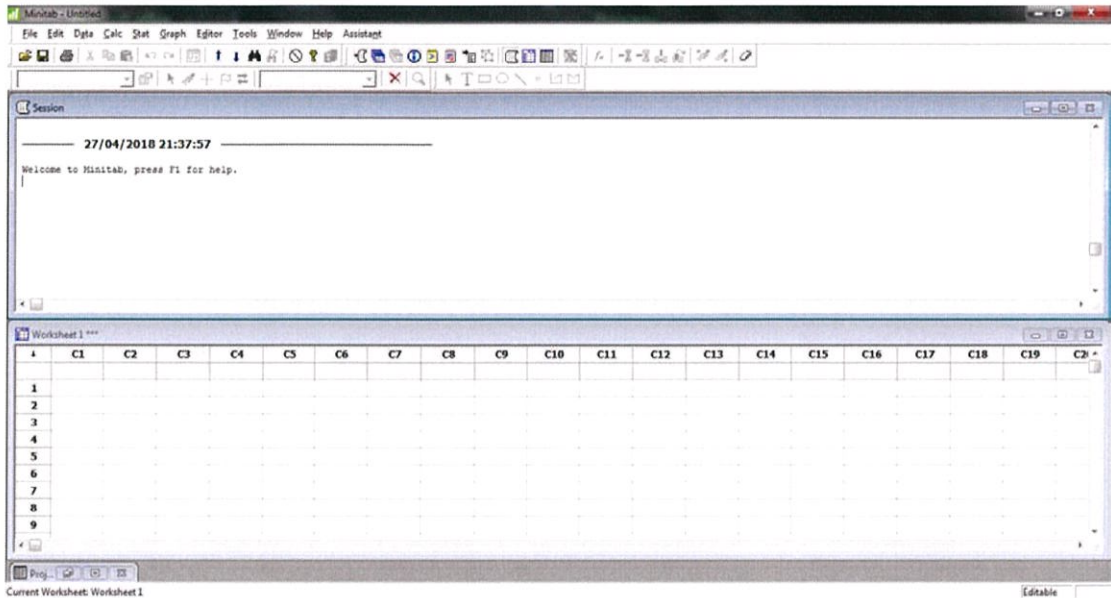 Minitab - Untitled
File Edit Data Calc Stat Graph Editor Tools Window Help Assistant
Session
27/04/2018 21:37:57
Welcome to Minitab, press F1 for help.
Worksheet 1 ***
C1 C2 C3 C4 C5 C6 C7 C8 C9 C10 C11 C12 C13 C14 C15 C16 C17 C18 C19
1
2
3
4
5
6
7
8
9
Proj...
Current Worksheet: Worksheet 1
Editable